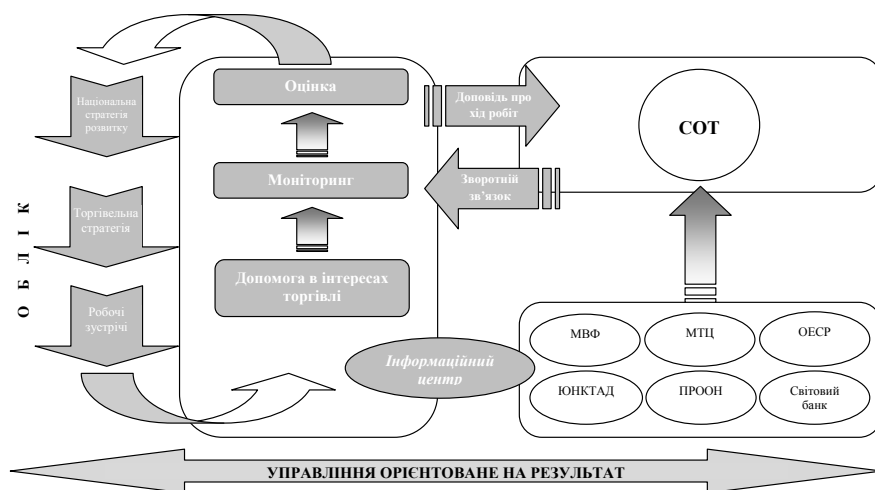 О Б Л І К
Національна
стратегія
розвитку
Торгівельна
стратегія
Робочі
зустрічі
Оцінка
Моніторинг
Допомога в інтересах
торгівлі
Доповідь про
хід робіт
Зворотній
зв’язок
СОТ
Інформаційний
центр
МВФ
МТЦ
ОЕСР
ЮНКТАД
ПРООН
Світовий
банк
УПРАВЛІННЯ ОРІЄНТОВАНЕ НА РЕЗУЛЬТАТ